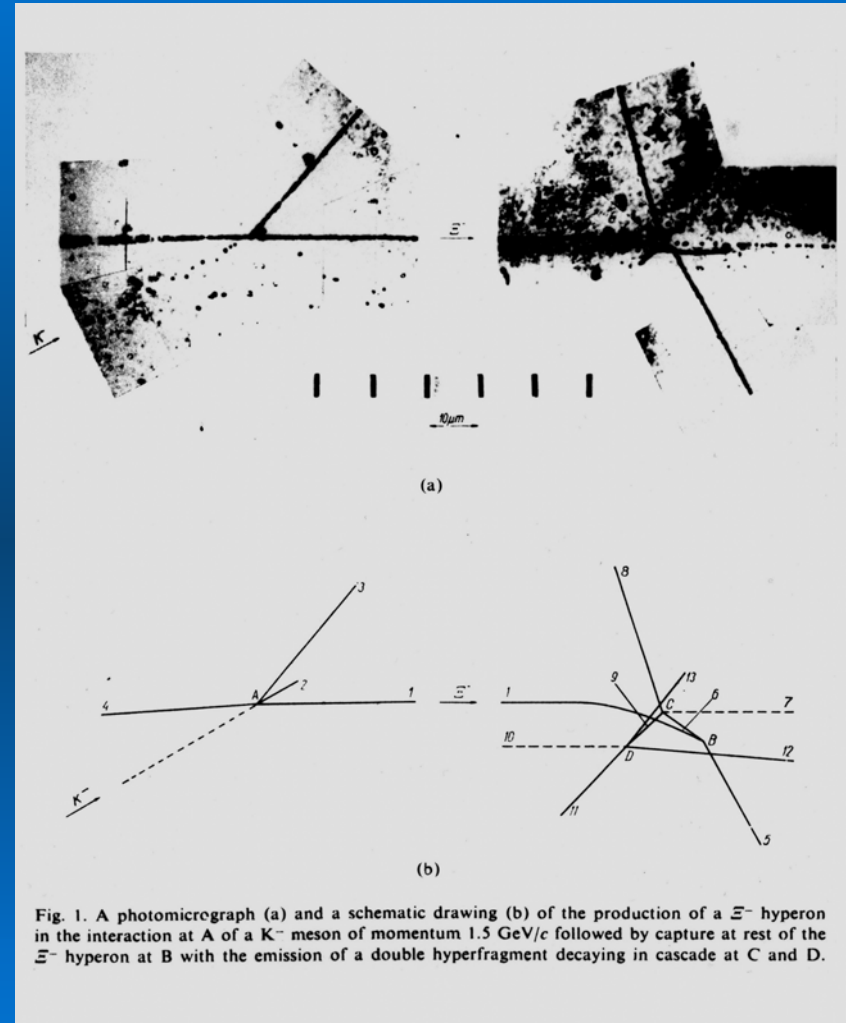 Ξ⁻
K⁻
10μm
(a)
3
2
A
4
1
Ξ⁻
K⁻
8
9
13
6
1
C
7
10
B
D
12
11
5
(b)
Fig. 1. A photomicrograph (a) and a schematic drawing (b) of the production of a Ξ⁻ hyperon
in the interaction at A of a K⁻ meson of momentum 1.5 GeV/c followed by capture at rest of the
Ξ⁻ hyperon at B with the emission of a double hyperfragment decaying in cascade at C and D.